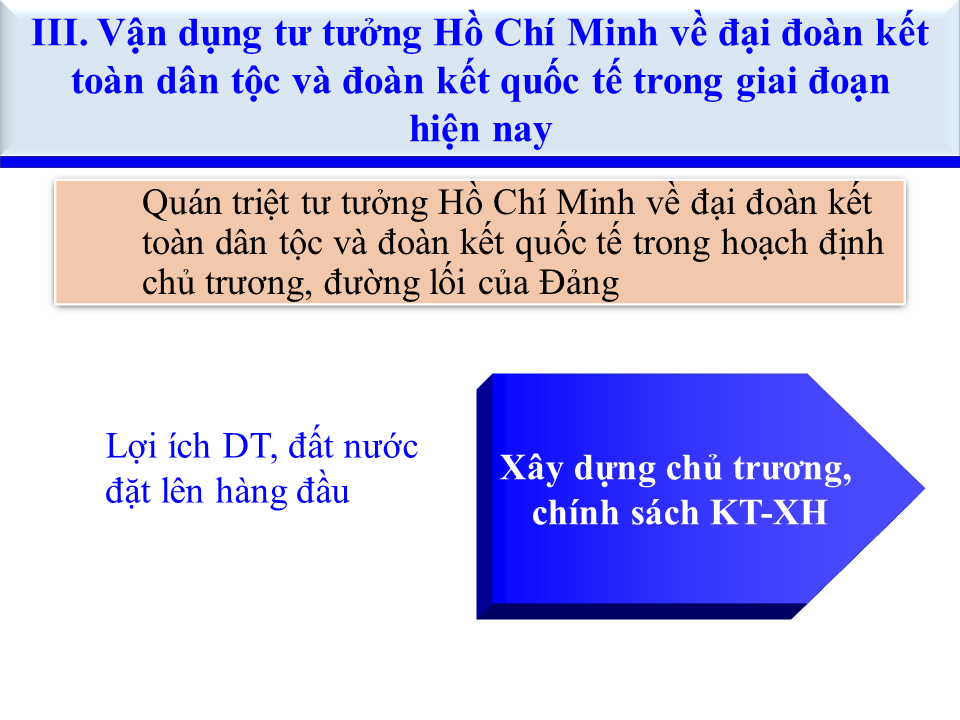 III. Vận dụng tư tưởng Hồ Chí Minh về đại đoàn kết
toàn dân tộc và đoàn kết quốc tế trong giai đoạn
hiện nay
Quán triệt tư tưởng Hồ Chí Minh về đại đoàn kết
toàn dân tộc và đoàn kết quốc tế trong hoạch định
chủ trương, đường lối của Đảng
Lợi ích DT, đất nước
đặt lên hàng đầu
Xây dựng chủ trương,
chính sách KT-XH